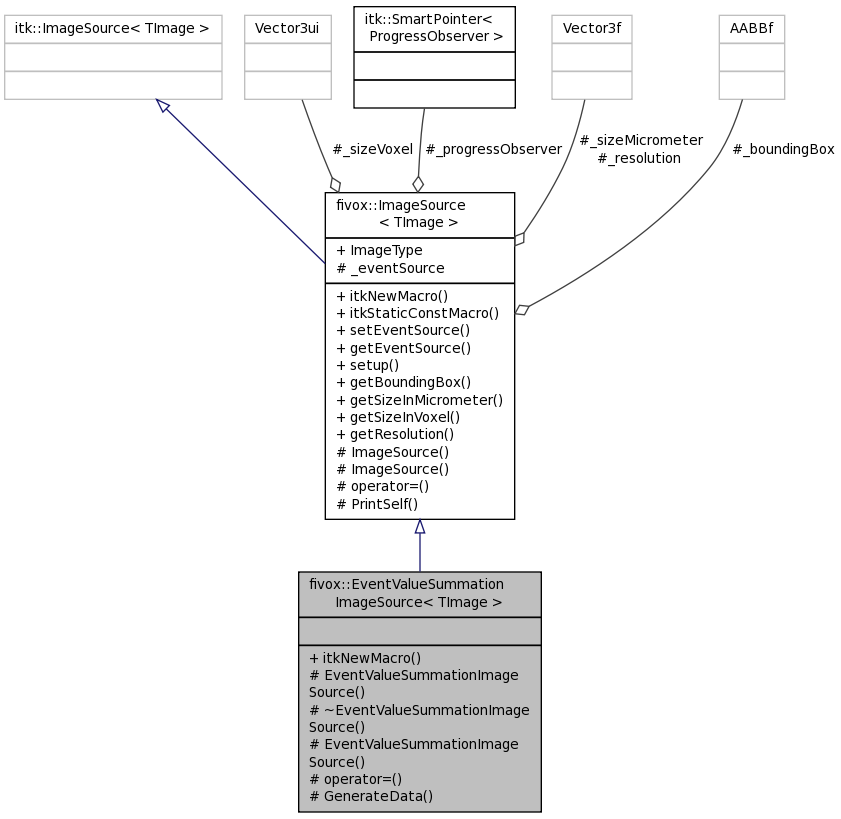 itk::ImageSource< TImage >
Vector3ui
itk::SmartPointer<
ProgressObserver >
Vector3f
AABBf
#_sizeVoxel
#_progressObserver
#_sizeMicrometer
#_resolution
#_boundingBox
fivox::ImageSource
< TImage >
+ ImageType
# _eventSource
+ itkNewMacro()
+ itkStaticConstMacro()
+ setEventSource()
+ getEventSource()
+ setup()
+ getBoundingBox()
+ getSizeInMicrometer()
+ getSizeInVoxel()
+ getResolution()
# ImageSource()
# ImageSource()
# operator=()
# PrintSelf()
fivox::EventValueSummation
ImageSource< TImage >
+ itkNewMacro()
# EventValueSummationImage
Source()
# ~EventValueSummationImage
Source()
# EventValueSummationImage
Source()
# operator=()
# GenerateData()